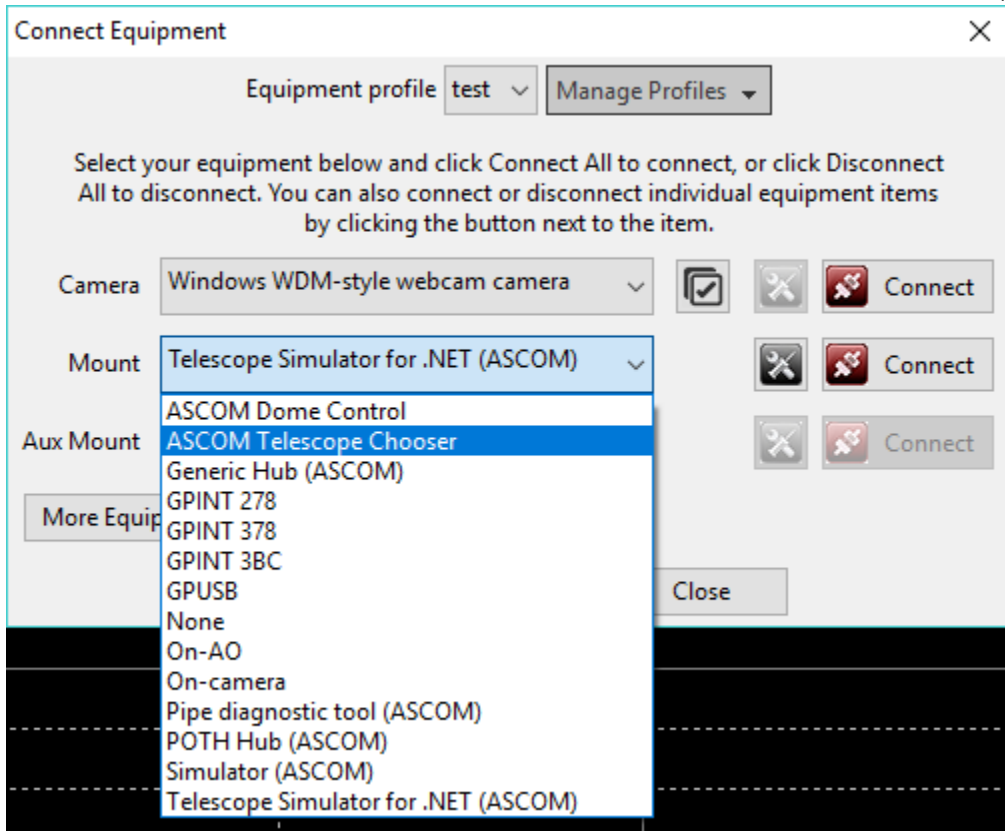 Connect Equipment
Equipment profile test Manage Profiles
Select your equipment below and click Connect All to connect, or click Disconnect
All to disconnect. You can also connect or disconnect individual equipment items
by clicking the button next to the item.
Camera Windows WDM-style webcam camera Connect
Mount Telescope Simulator for .NET (ASCOM) Connect
ASCOM Dome Control
Aux Mount ASCOM Telescope Chooser Connect
Generic Hub (ASCOM)
GPINT 278
More Equip
GPINT 378
GPINT 3BC
GPUSB Close
None
On-AO
On-camera
Pipe diagnostic tool (ASCOM)
POTH Hub (ASCOM)
Simulator (ASCOM)
Telescope Simulator for .NET (ASCOM)